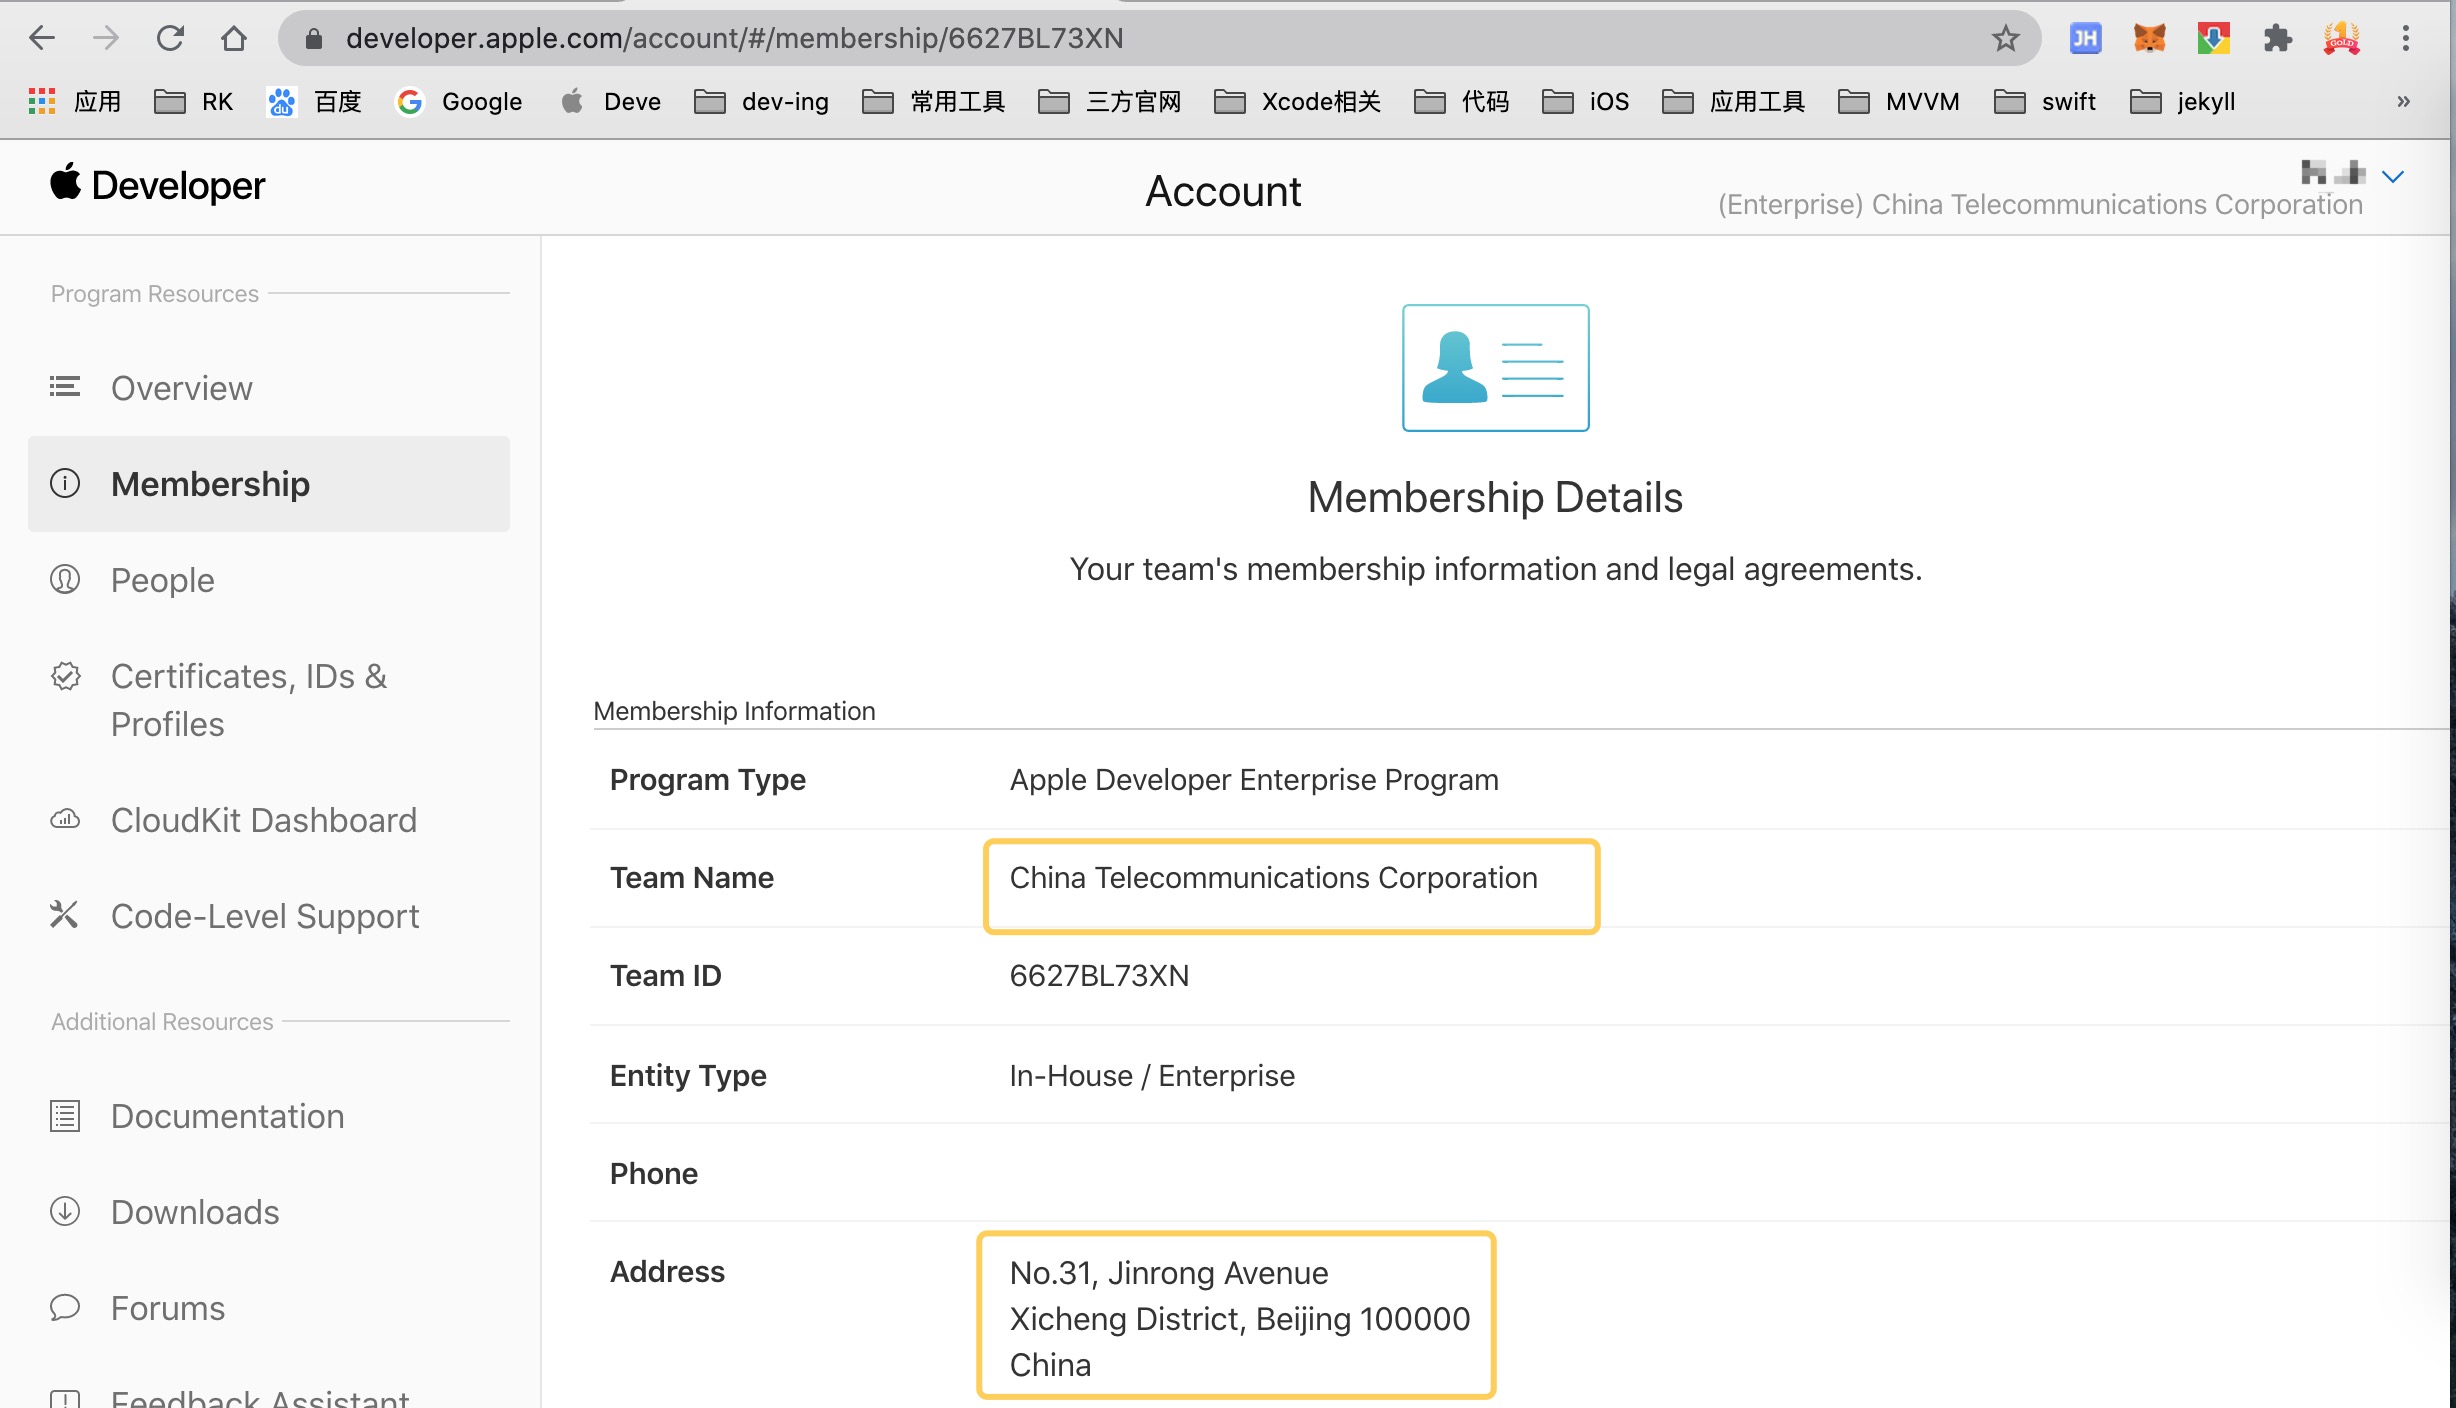 developer.apple.com/account/#/membership/6627BL73XN
JH
GOLD
应用
RK
du
百度
Google
Deve
dev-ing
常用工具
三方官网
Xcode相关
代码
iOS
应用工具
MVVM
swift
jekyll
»
Developer
Account
(Enterprise) China Telecommunications Corporation
Program Resources
Overview
Membership
People
Certificates, IDs &
Profiles
CloudKit Dashboard
Code-Level Support
Additional Resources
Documentation
Downloads
Forums
Feedback Assistant
Membership Details
Your team's membership information and legal agreements.
Membership Information
Program Type
Apple Developer Enterprise Program
Team Name
China Telecommunications Corporation
Team ID
6627BL73XN
Entity Type
In-House / Enterprise
Phone
Address
No.31, Jinrong Avenue
Xicheng District, Beijing 100000
China